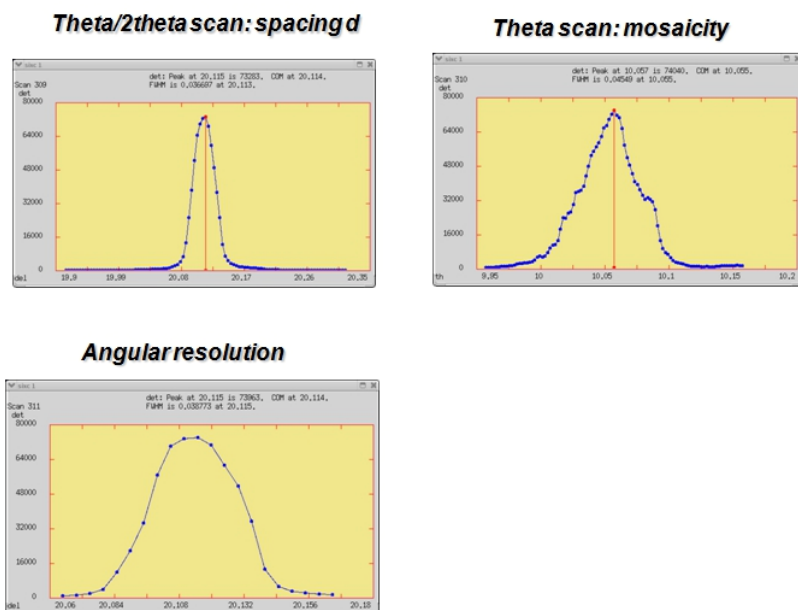 Theta/2theta scan: spacing d
Theta scan: mosaicity
Scan 309
det: Peak at 20.115 is 73283. COM at 20.114.
FWHM is 0.036687 at 20.113.
det
80000
64000
48000
32000
16000
0
del
19.9 19.99 20.08 20.17 20.26 20.35
Scan 310
det: Peak at 10.057 is 74040. COM at 10.055.
FWHM is 0.04549 at 10.055.
det
80000
64000
48000
32000
16000
0
th
9.95 10 10.05 10.1 10.15 10.2
Angular resolution
Scan 311
det: Peak at 20.115 is 73963. COM at 20.114.
FWHM is 0.038773 at 20.115.
det
80000
64000
48000
32000
16000
0
del
20.06 20.084 20.108 20.132 20.156 20.18